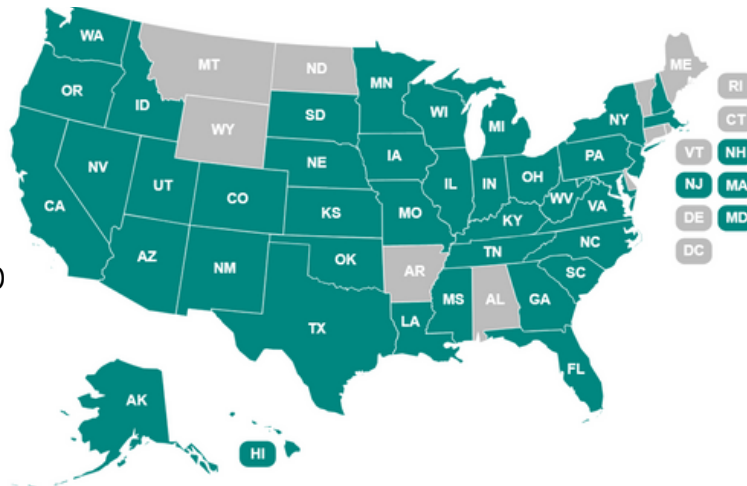 WA
MT
ND
MN
ME
OR
ID
WY
SD
WI
MI
NY
RI
CT
VT
NH
NJ
MA
DE
MD
DC
NV
UT
CO
NE
IA
IL
IN
OH
PA
CA
KS
MO
KY
WV
VA
AZ
NM
OK
AR
TN
NC
SC
TX
LA
MS
AL
GA
FL
AK
HI